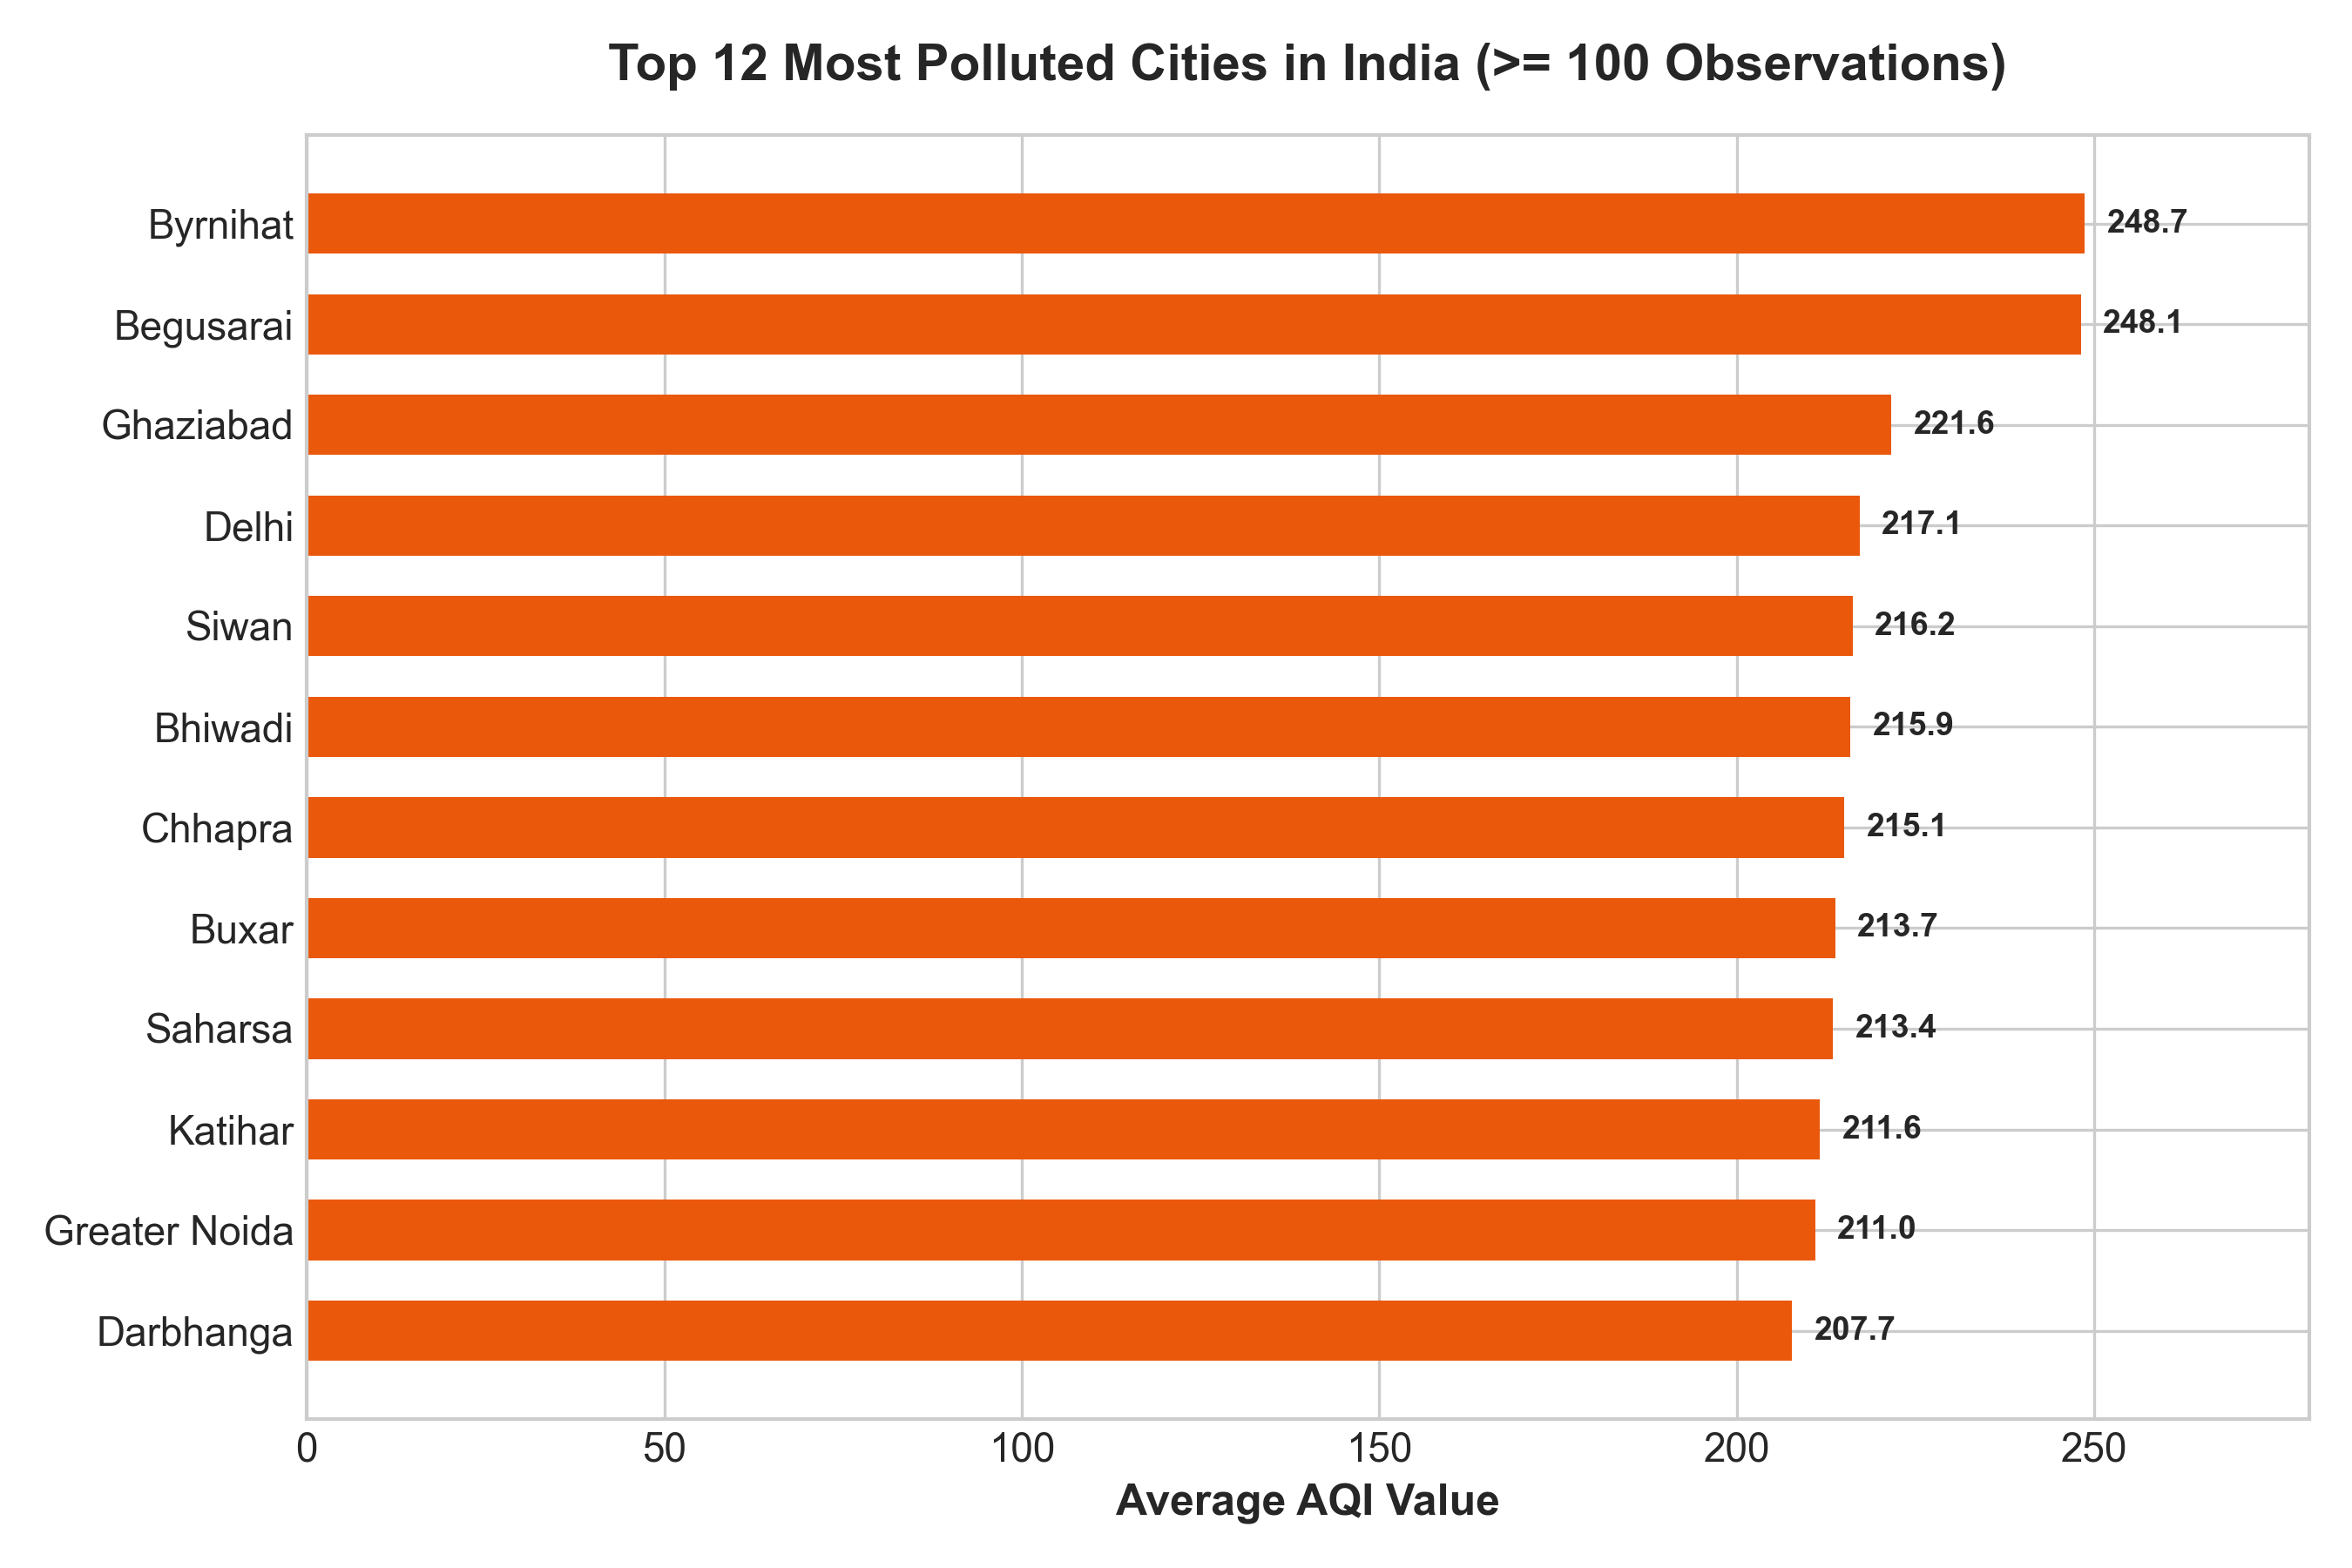 Top 12 Most Polluted Cities in India (>= 100 Observations)
Byrnihat 248.7
Begusarai 248.1
Ghaziabad 221.6
Delhi 217.1
Siwan 216.2
Bhiwadi 215.9
Chhapra 215.1
Buxar 213.7
Saharsa 213.4
Katihar 211.6
Greater Noida 211.0
Darbhanga 207.7
0 50 100 150 200 250
Average AQI Value